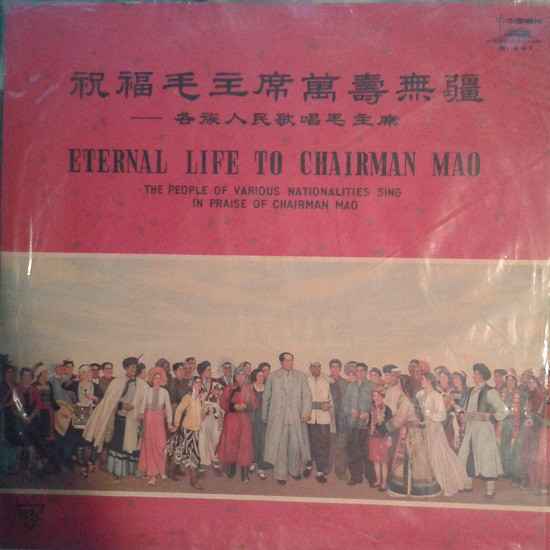 祝福毛主席萬壽無疆
—— 各族人民歌唱毛主席
ETERNAL LIFE TO CHAIRMAN MAO
THE PEOPLE OF VARIOUS NATIONALITIES SING
IN PRAISE OF CHAIRMAN MAO